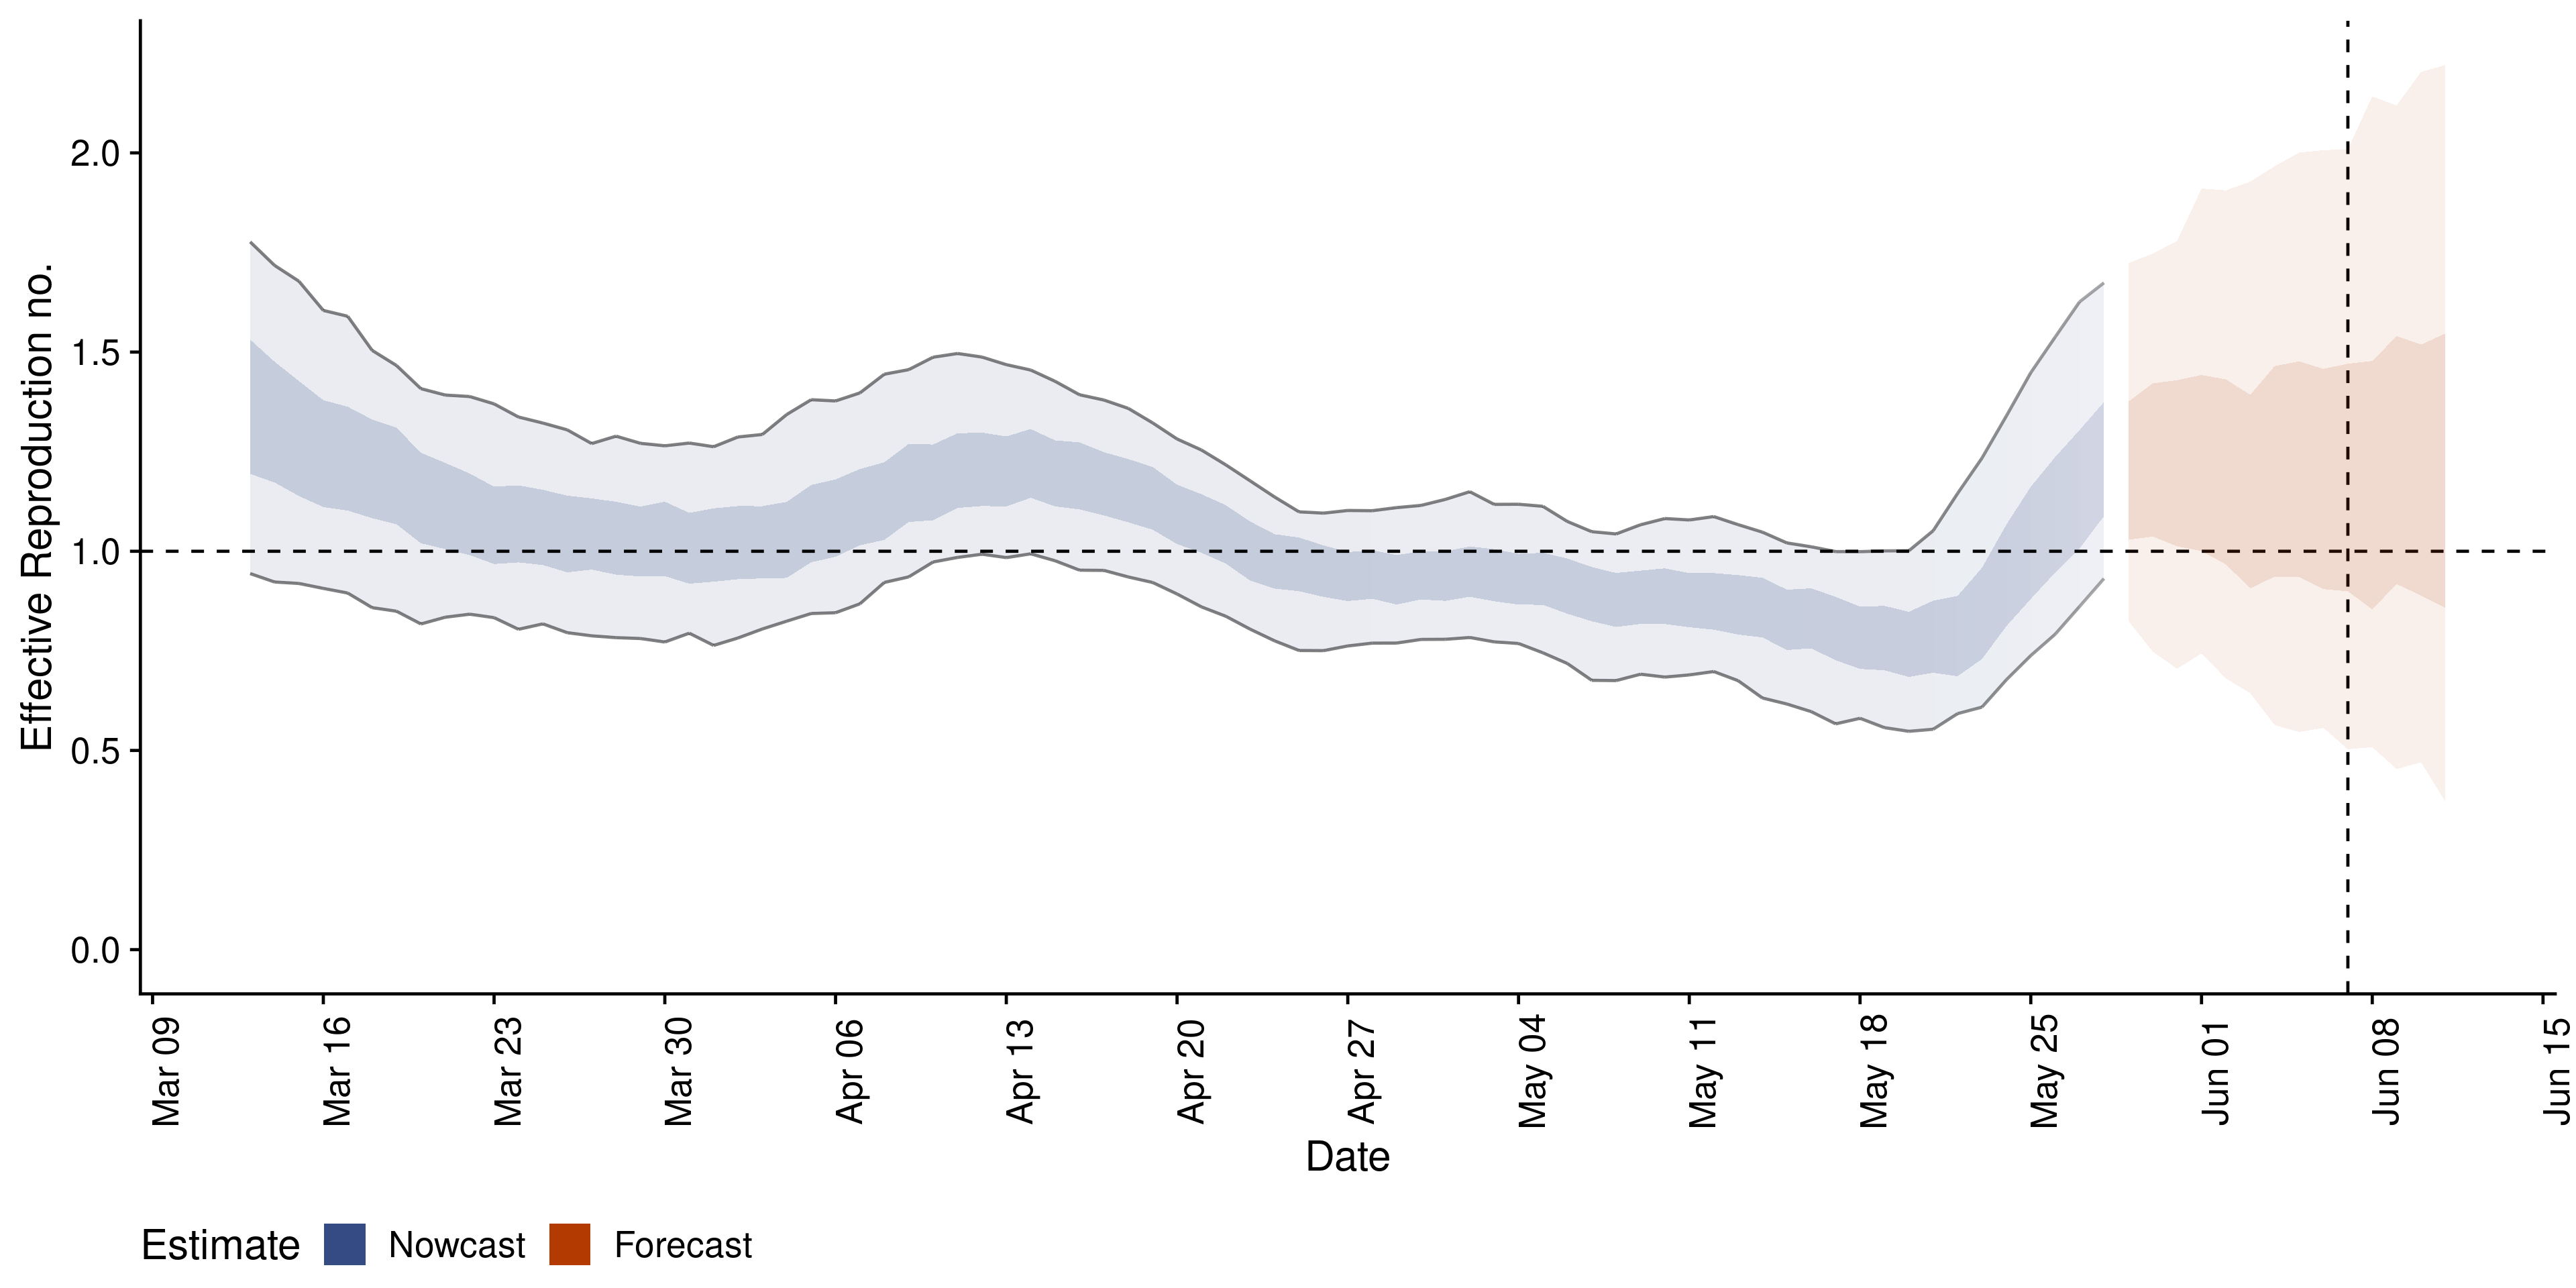 Effective Reproduction no.
2.0
1.5
1.0
0.5
0.0
Mar 09
Mar 16
Mar 23
Mar 30
Apr 06
Apr 13
Apr 20
Apr 27
May 04
May 11
May 18
May 25
Jun 01
Jun 08
Jun 15
Date
Estimate Nowcast Forecast